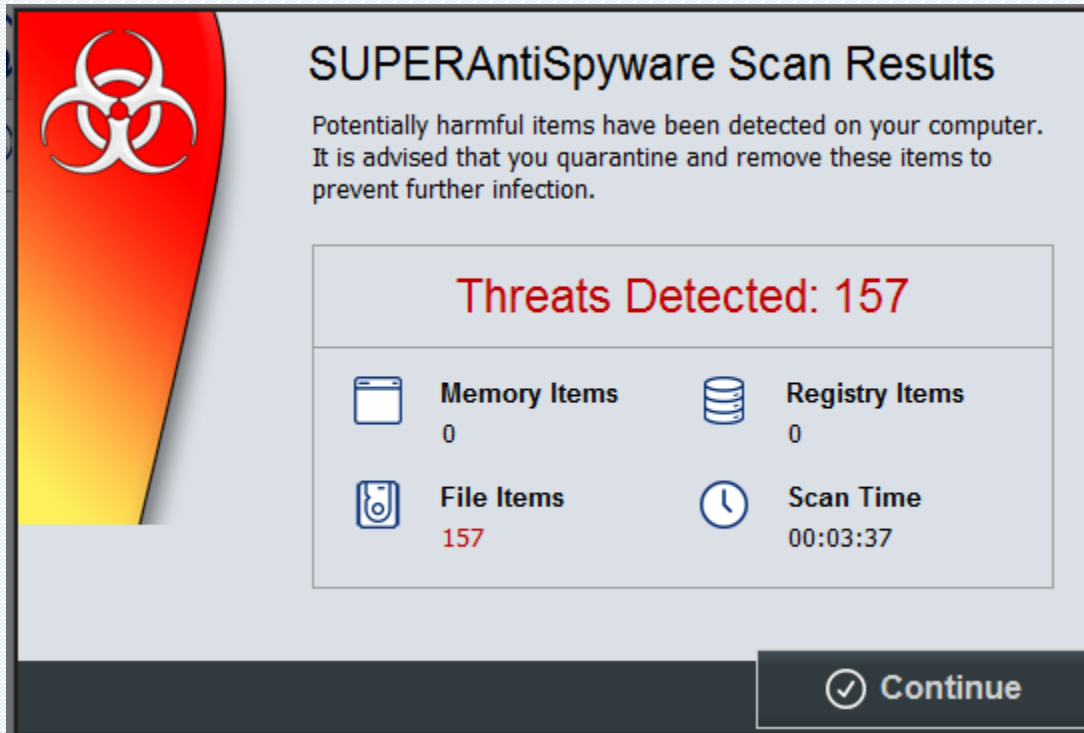 SUPERAntiSpyware Scan Results
Potentially harmful items have been detected on your computer.
It is advised that you quarantine and remove these items to
prevent further infection.
Threats Detected: 157
Memory Items
0
Registry Items
0
File Items
157
Scan Time
00:03:37
Continue